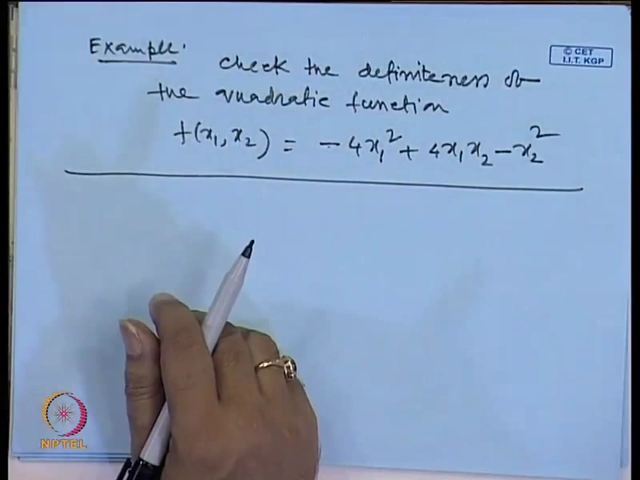 Example:
© CET
I.I.T. KGP
check the definiteness of
the quadratic function
f(x₁, x₂) = -4x₁² + 4x₁x₂ - x₂²
NPTEL